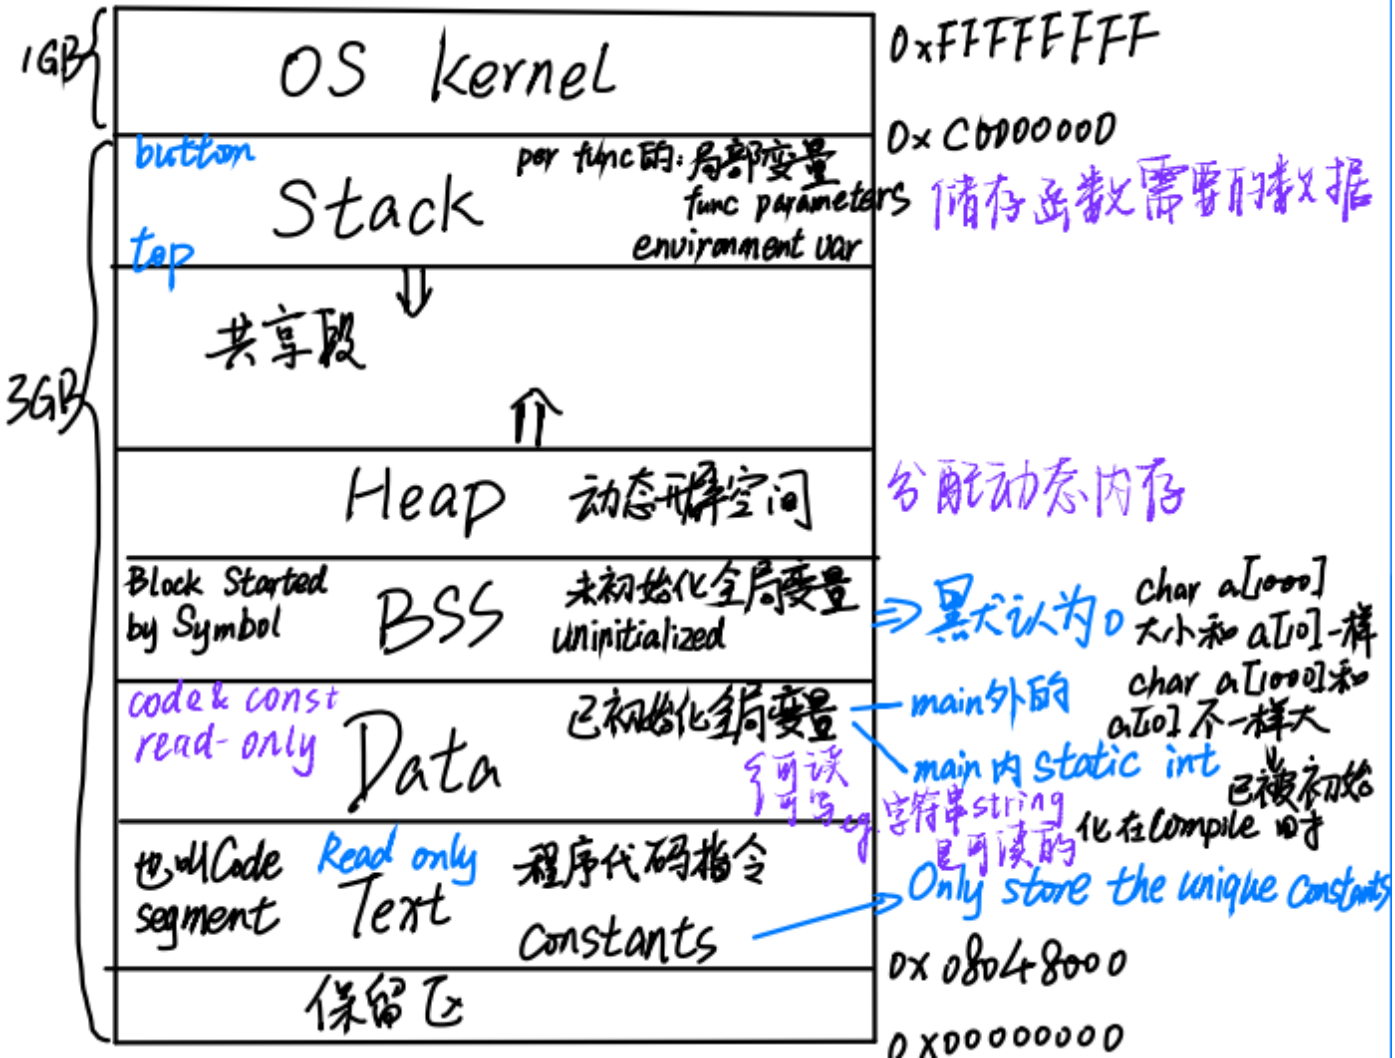 1GB
OS kernel
0xFFFFFFFF
0xC0000000
button
per func的:局部变量
Stack
func parameters
储存函数需要的数据
top
environment var
共享段
3GB
Heap 动态开辟空间
分配动态内存
Block Started
by Symbol
BSS
未初始化全局变量
uninitialized
默认为0
char a[1000]
大小和a[0]一样
code & const
read-only
Data
已初始化全局变量
main外的
char a[1000]和
a[0]不一样大
main内 static int
已被初始
化在compile时
可读
可写
eg.字符串string
是可读的
也叫Code
segment
Read only
Text
程序代码指令
constants
Only store the unique constants
0x08048000
保留区
0x00000000